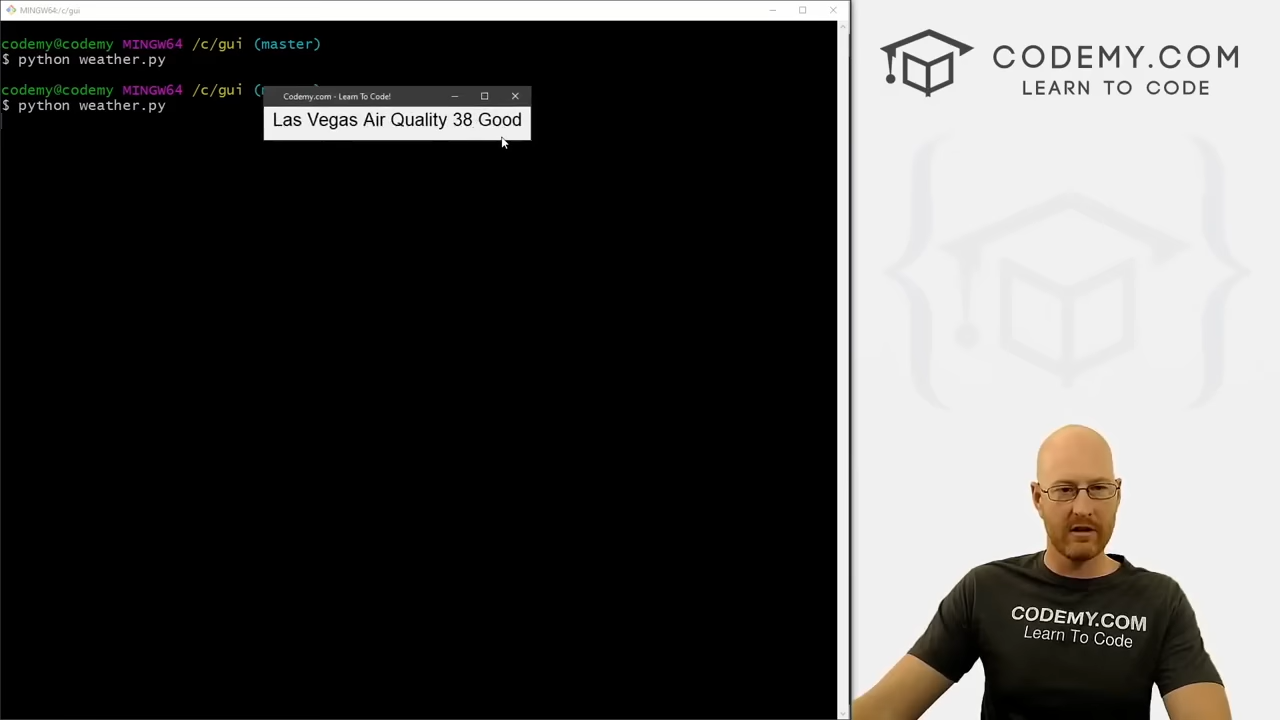 MINGW64:/c/gui
codemy@codemy MINGW64 /c/gui (master)
$ python weather.py
codemy@codemy MINGW64 /c/gui (
$ python weather.py
Codemy.com - Learn To Code!
Las Vegas Air Quality 38 Good
CODEMY.COM
LEARN TO CODE
CODEMY.COM
Learn To Code